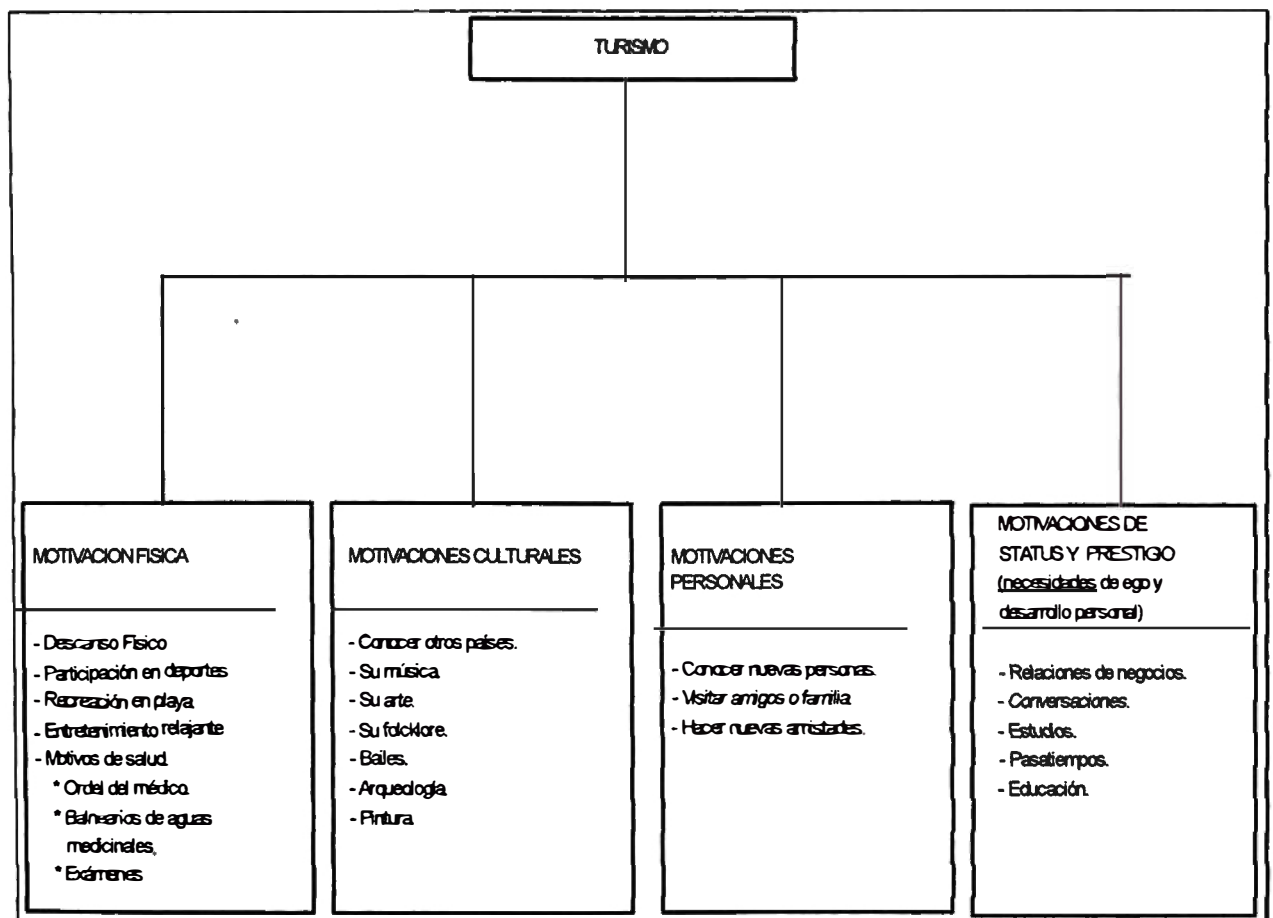 TURISMO
MOTIVACION FISICA
- Descanso Físico
- Participación en deportes
- Recreación en playa
- Entretenimiento relajante
- Motivos de salud.
* Ordel del médico.
* Balnearios de aguas
medicinales,
* Exámenes
MOTIVACIONES CULTURALES
- Conocer otros países.
- Su música.
- Su arte.
- Su folcklore.
- Bailes.
- Arqueología.
- Pintura.
MOTIVACIONES
PERSONALES
- Conocer nuevas personas.
- Visitar amigos o familia.
- Hacer nuevas amistades.
MOTIVACIONES DE
STATUS Y PRESTIGIO
(necesidades de ego y
desarrollo personal)
- Relaciones de negocios.
- Conversaciones.
- Estudios.
- Pasatiempos.
- Educación.